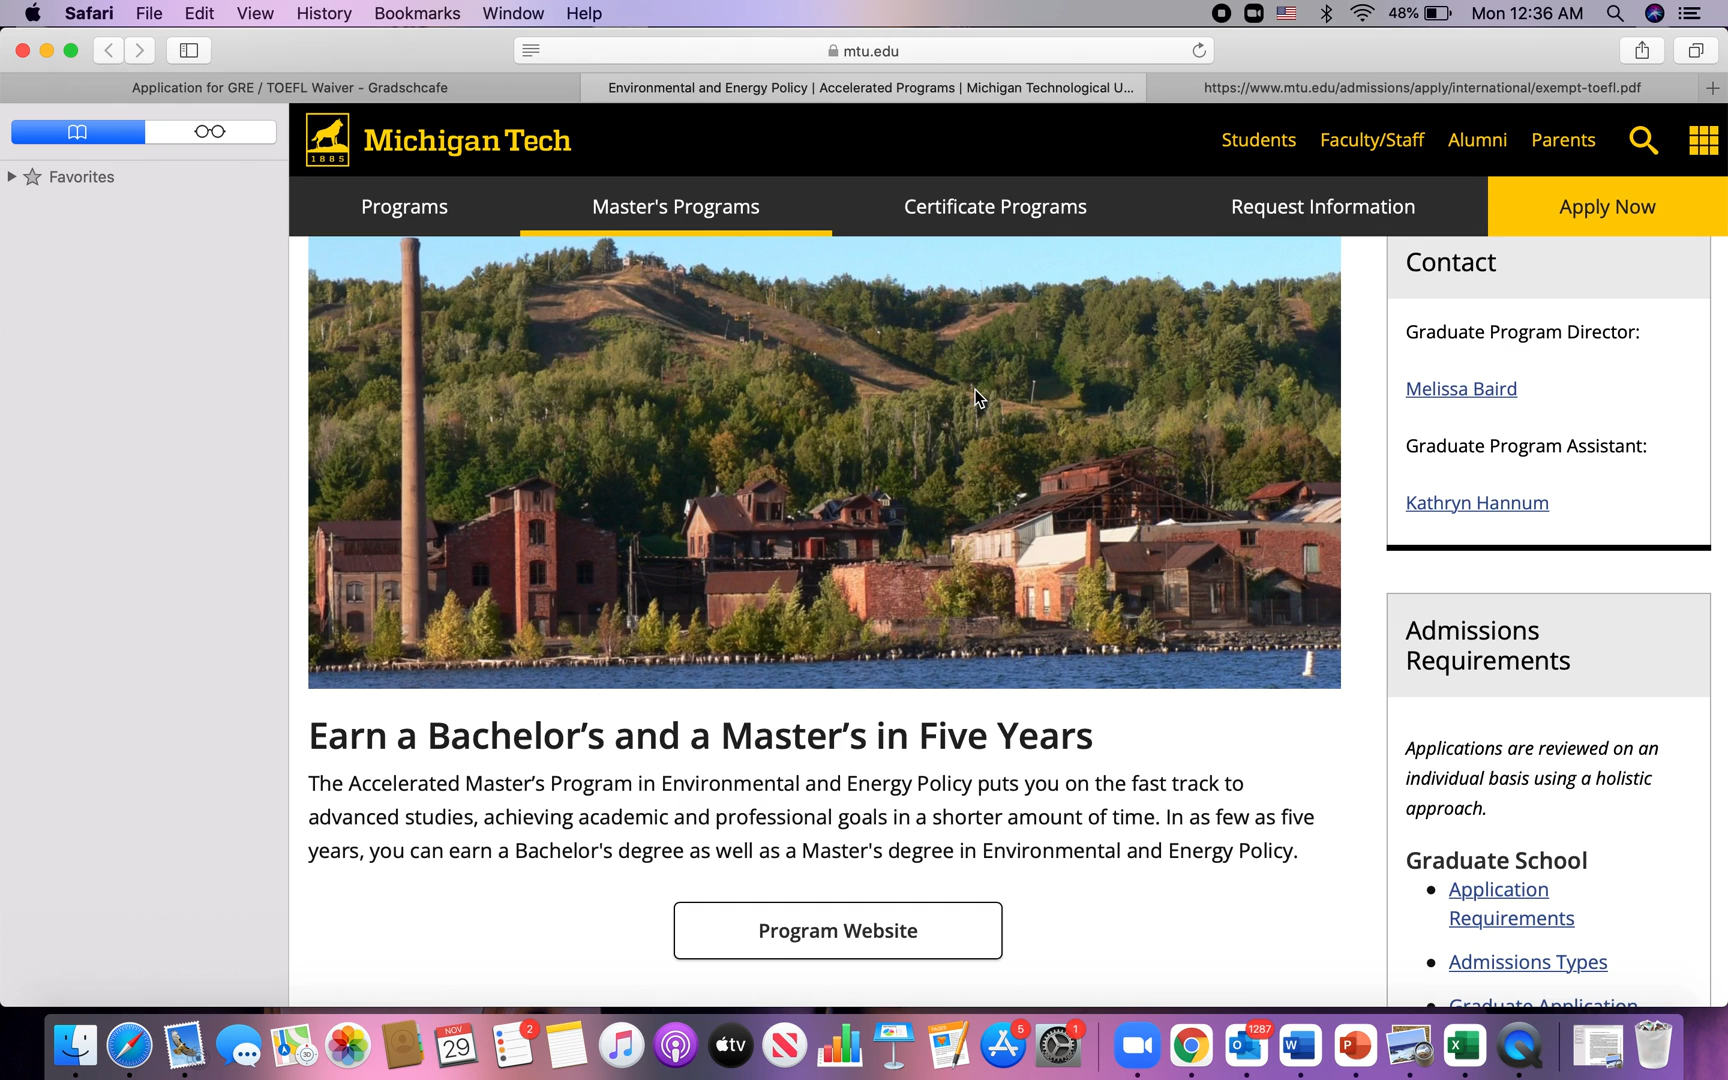 Safari File Edit View History Bookmarks Window Help 48% Mon 12:36 AM
mtu.edu
Application for GRE / TOEFL Waiver - Gradschcafe
Environmental and Energy Policy | Accelerated Programs | Michigan Technological U...
https://www.mtu.edu/admissions/apply/international/exempt-toefl.pdf
Favorites
1885
Michigan Tech
Students Faculty/Staff Alumni Parents
Programs Master's Programs Certificate Programs Request Information Apply Now
Contact
Graduate Program Director:
Melissa Baird
Graduate Program Assistant:
Kathryn Hannum
Earn a Bachelor’s and a Master’s in Five Years
The Accelerated Master’s Program in Environmental and Energy Policy puts you on the fast track to
advanced studies, achieving academic and professional goals in a shorter amount of time. In as few as five
years, you can earn a Bachelor's degree as well as a Master's degree in Environmental and Energy Policy.
Program Website
Admissions
Requirements
Applications are reviewed on an
individual basis using a holistic
approach.
Graduate School
Application
Requirements
Admissions Types
Graduate Application
NOV
29
2
tv
5
1
1287